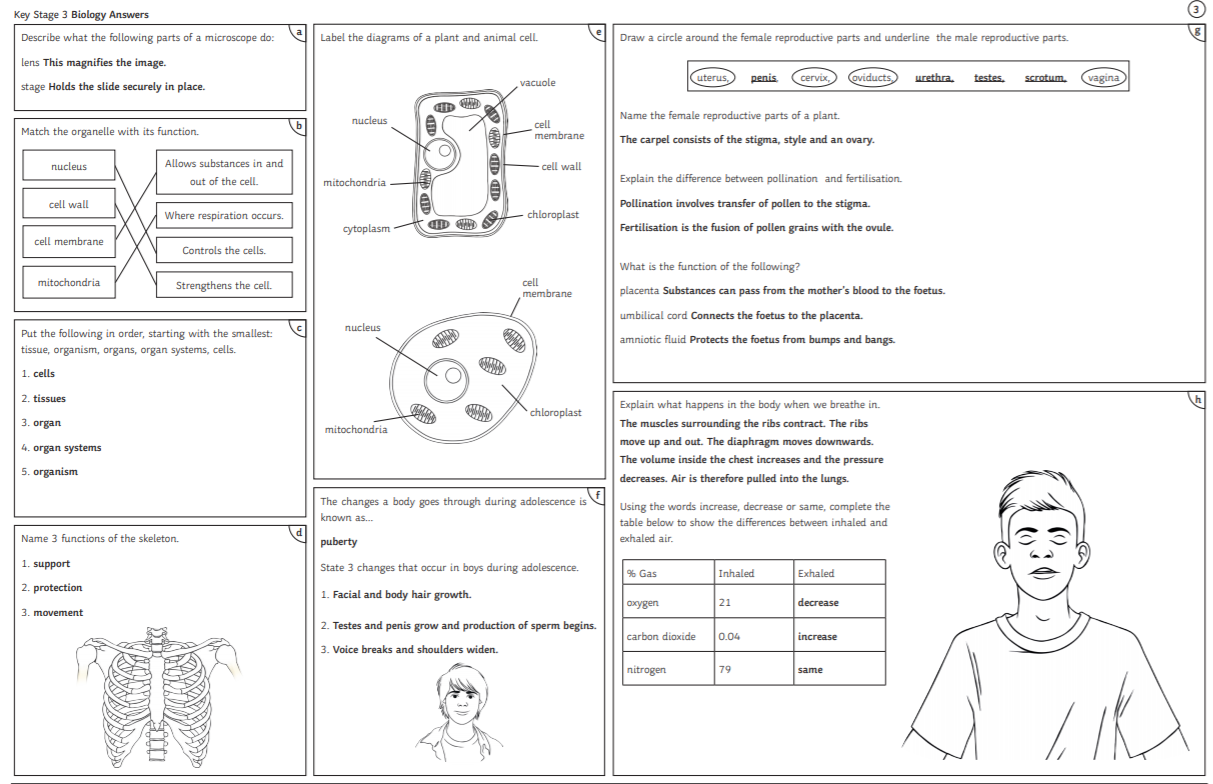 Key Stage 3 Biology Answers
3
a
Describe what the following parts of a microscope do:
lens This magnifies the image.
stage Holds the slide securely in place.
b
Match the organelle with its function.
nucleus
cell wall
cell membrane
mitochondria
Allows substances in and
out of the cell.
Where respiration occurs.
Controls the cells.
Strengthens the cell.
c
Put the following in order, starting with the smallest:
tissue, organism, organs, organ systems, cells.
1. cells
2. tissues
3. organ
4. organ systems
5. organism
d
Name 3 functions of the skeleton.
1. support
2. protection
3. movement
e
Label the diagrams of a plant and animal cell.
vacuole
nucleus
cell
membrane
cell wall
mitochondria
chloroplast
cytoplasm
cell
membrane
nucleus
chloroplast
mitochondria
f
The changes a body goes through during adolescence is
known as...
puberty
State 3 changes that occur in boys during adolescence.
1. Facial and body hair growth.
2. Testes and penis grow and production of sperm begins.
3. Voice breaks and shoulders widen.
g
Draw a circle around the female reproductive parts and underline the male reproductive parts.
uterus, penis, cervix, oviducts, urethra, testes, scrotum, vagina
Name the female reproductive parts of a plant.
The carpel consists of the stigma, style and an ovary.
Explain the difference between pollination and fertilisation.
Pollination involves transfer of pollen to the stigma.
Fertilisation is the fusion of pollen grains with the ovule.
What is the function of the following?
placenta Substances can pass from the mother's blood to the foetus.
umbilical cord Connects the foetus to the placenta.
amniotic fluid Protects the foetus from bumps and bangs.
h
Explain what happens in the body when we breathe in.
The muscles surrounding the ribs contract. The ribs
move up and out. The diaphragm moves downwards.
The volume inside the chest increases and the pressure
decreases. Air is therefore pulled into the lungs.
Using the words increase, decrease or same, complete the
table below to show the differences between inhaled and
exhaled air.
% Gas Inhaled Exhaled
oxygen 21 decrease
carbon dioxide 0.04 increase
nitrogen 79 same